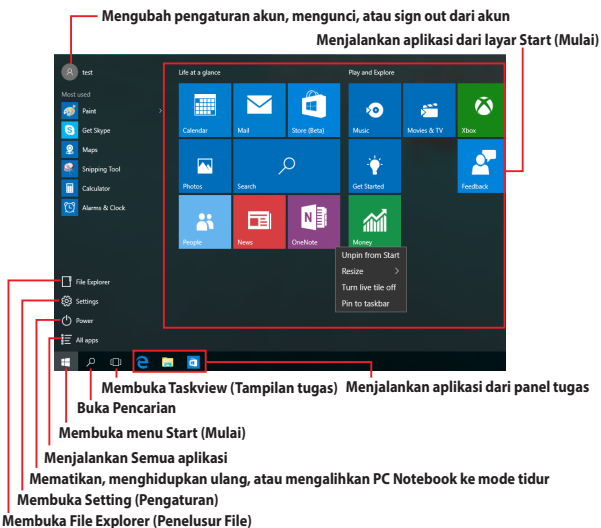 Mengubah pengaturan akun, mengunci, atau sign out dari akun
Menjalankan aplikasi dari layar Start (Mulai)
test
Life at a glance
Play and Explore
Most used
Paint
Get Skype
Maps
Snipping Tool
Calculator
Alarms & Clock
Calendar
Mail
Store (Beta)
Music
Movies & TV
Xbox
Photos
Search
Get Started
Feedback
People
News
OneNote
Money
Unpin from Start
Resize
Turn live tile off
Pin to taskbar
File Explorer
Settings
Power
All apps
Membuka Taskview (Tampilan tugas)
Menjalankan aplikasi dari panel tugas
Buka Pencarian
Membuka menu Start (Mulai)
Menjalankan Semua aplikasi
Mematikan, menghidupkan ulang, atau mengalihkan PC Notebook ke mode tidur
Membuka Setting (Pengaturan)
Membuka File Explorer (Penelusur File)